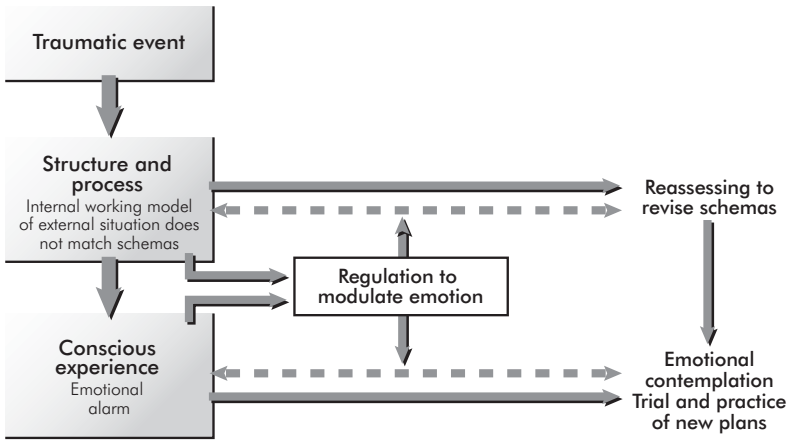 Traumatic event
Structure and
process
Internal working model
of external situation does
not match schemas
Reassessing to
revise schemas
Regulation to
modulate emotion
Conscious
experience
Emotional
alarm
Emotional
contemplation
Trial and practice
of new plans